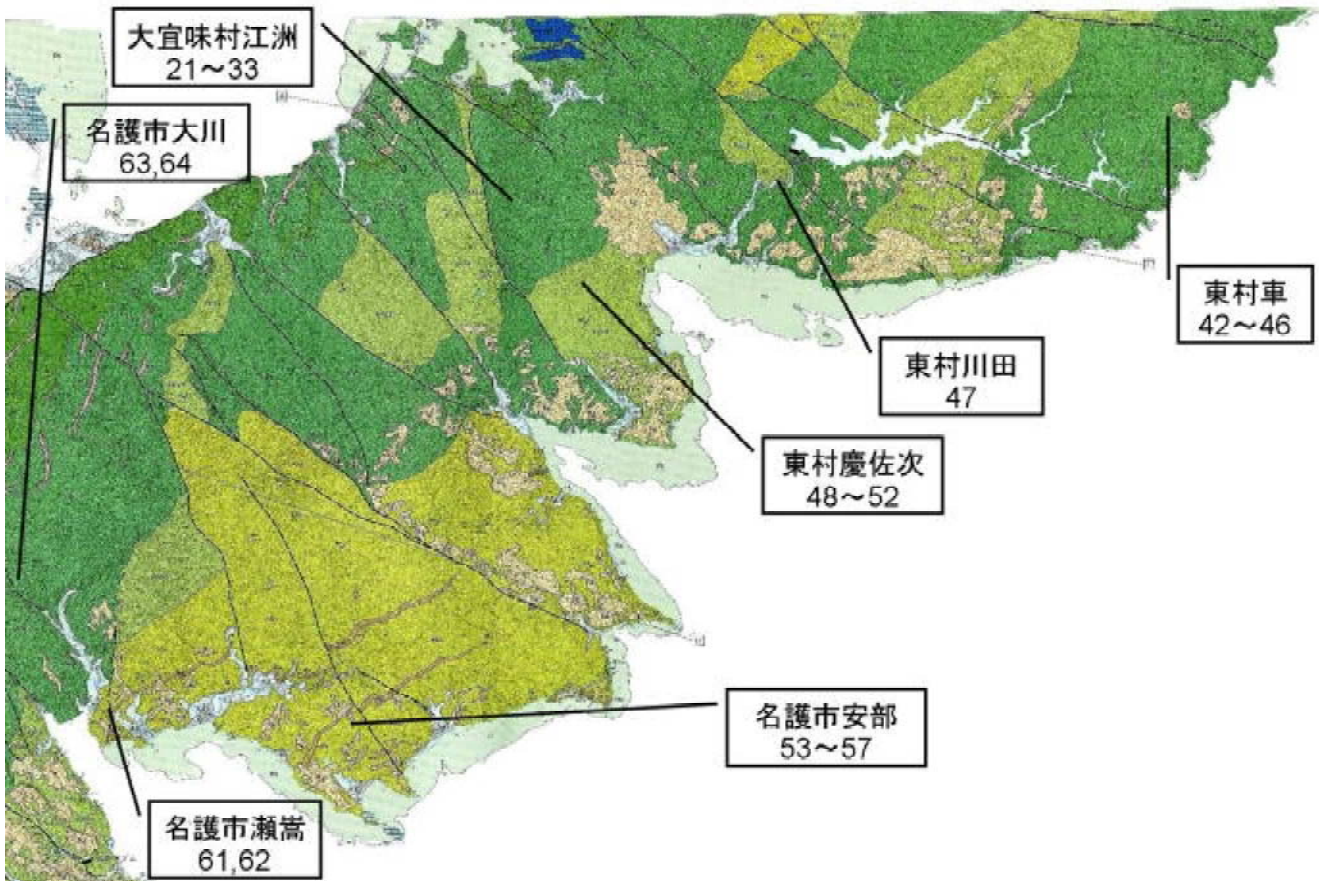 大宜味村江洲
21～33
名護市大川
63,64
東村車
42～46
東村川田
47
東村慶佐次
48～52
名護市安部
53～57
名護市瀬嵩
61,62